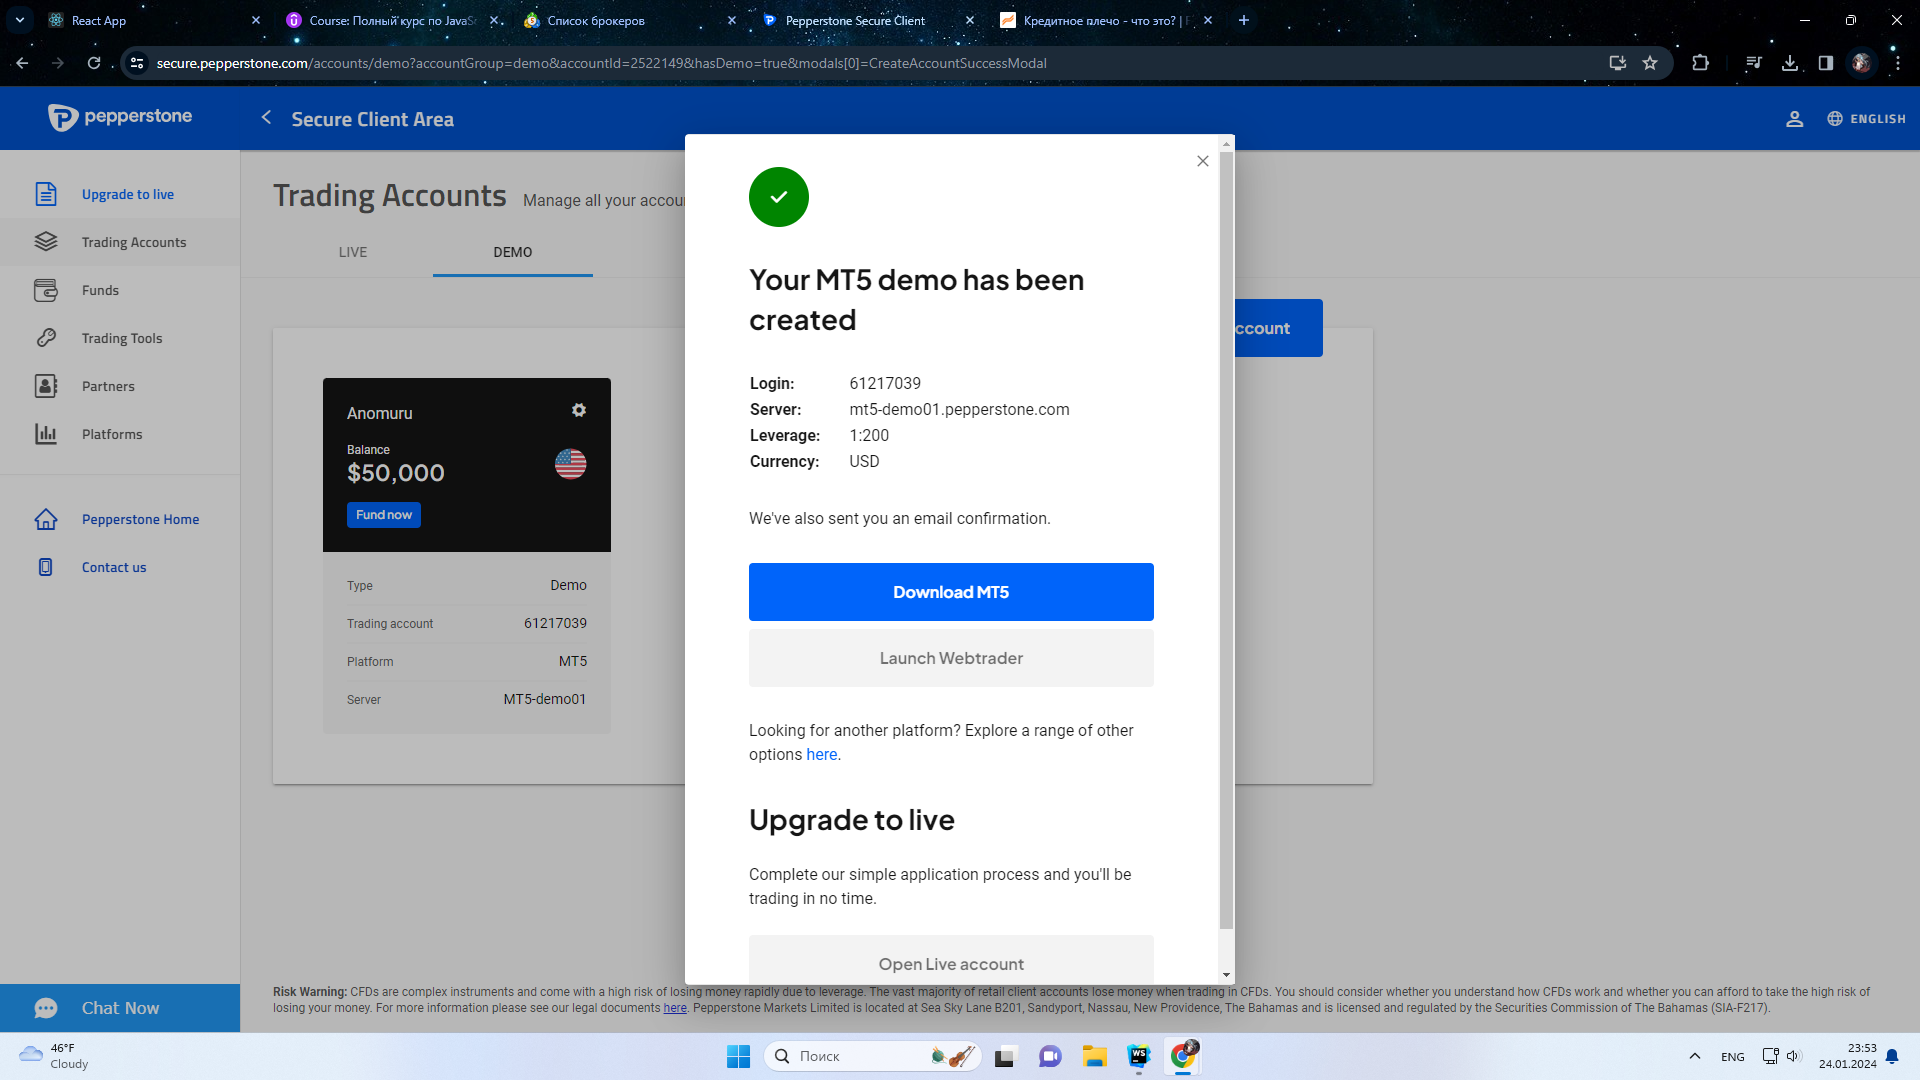 React App
Course: Полный курс по JavaSc
Список брокеров
Pepperstone Secure Client
Кредитное плечо - что это? | F
secure.pepperstone.com/accounts/demo?accountGroup=demo&accountId=2522149&hasDemo=true&modals[0]=CreateAccountSuccessModal
pepperstone
Secure Client Area
ENGLISH
Upgrade to live
Trading Accounts
Funds
Trading Tools
Partners
Platforms
Pepperstone Home
Contact us
Chat Now
Trading Accounts Manage all your accou
LIVE
DEMO
ccount
Anomuru
Balance
$50,000
Fund now
Type Demo
Trading account 61217039
Platform MT5
Server MT5-demo01
Your MT5 demo has been
created
Login: 61217039
Server: mt5-demo01.pepperstone.com
Leverage: 1:200
Currency: USD
We've also sent you an email confirmation.
Download MT5
Launch Webtrader
Looking for another platform? Explore a range of other
options here.
Upgrade to live
Complete our simple application process and you'll be
trading in no time.
Open Live account
Risk Warning: CFDs are complex instruments and come with a high risk of losing money rapidly due to leverage. The vast majority of retail client accounts lose money when trading in CFDs. You should consider whether you understand how CFDs work and whether you can afford to take the high risk of
losing your money. For more information please see our legal documents here. Pepperstone Markets Limited is located at Sea Sky Lane B201, Sandyport, Nassau, New Providence, The Bahamas and is licensed and regulated by the Securities Commission of The Bahamas (SIA-F217).
46°F
Cloudy
Поиск
WS
ENG
23:53
24.01.2024